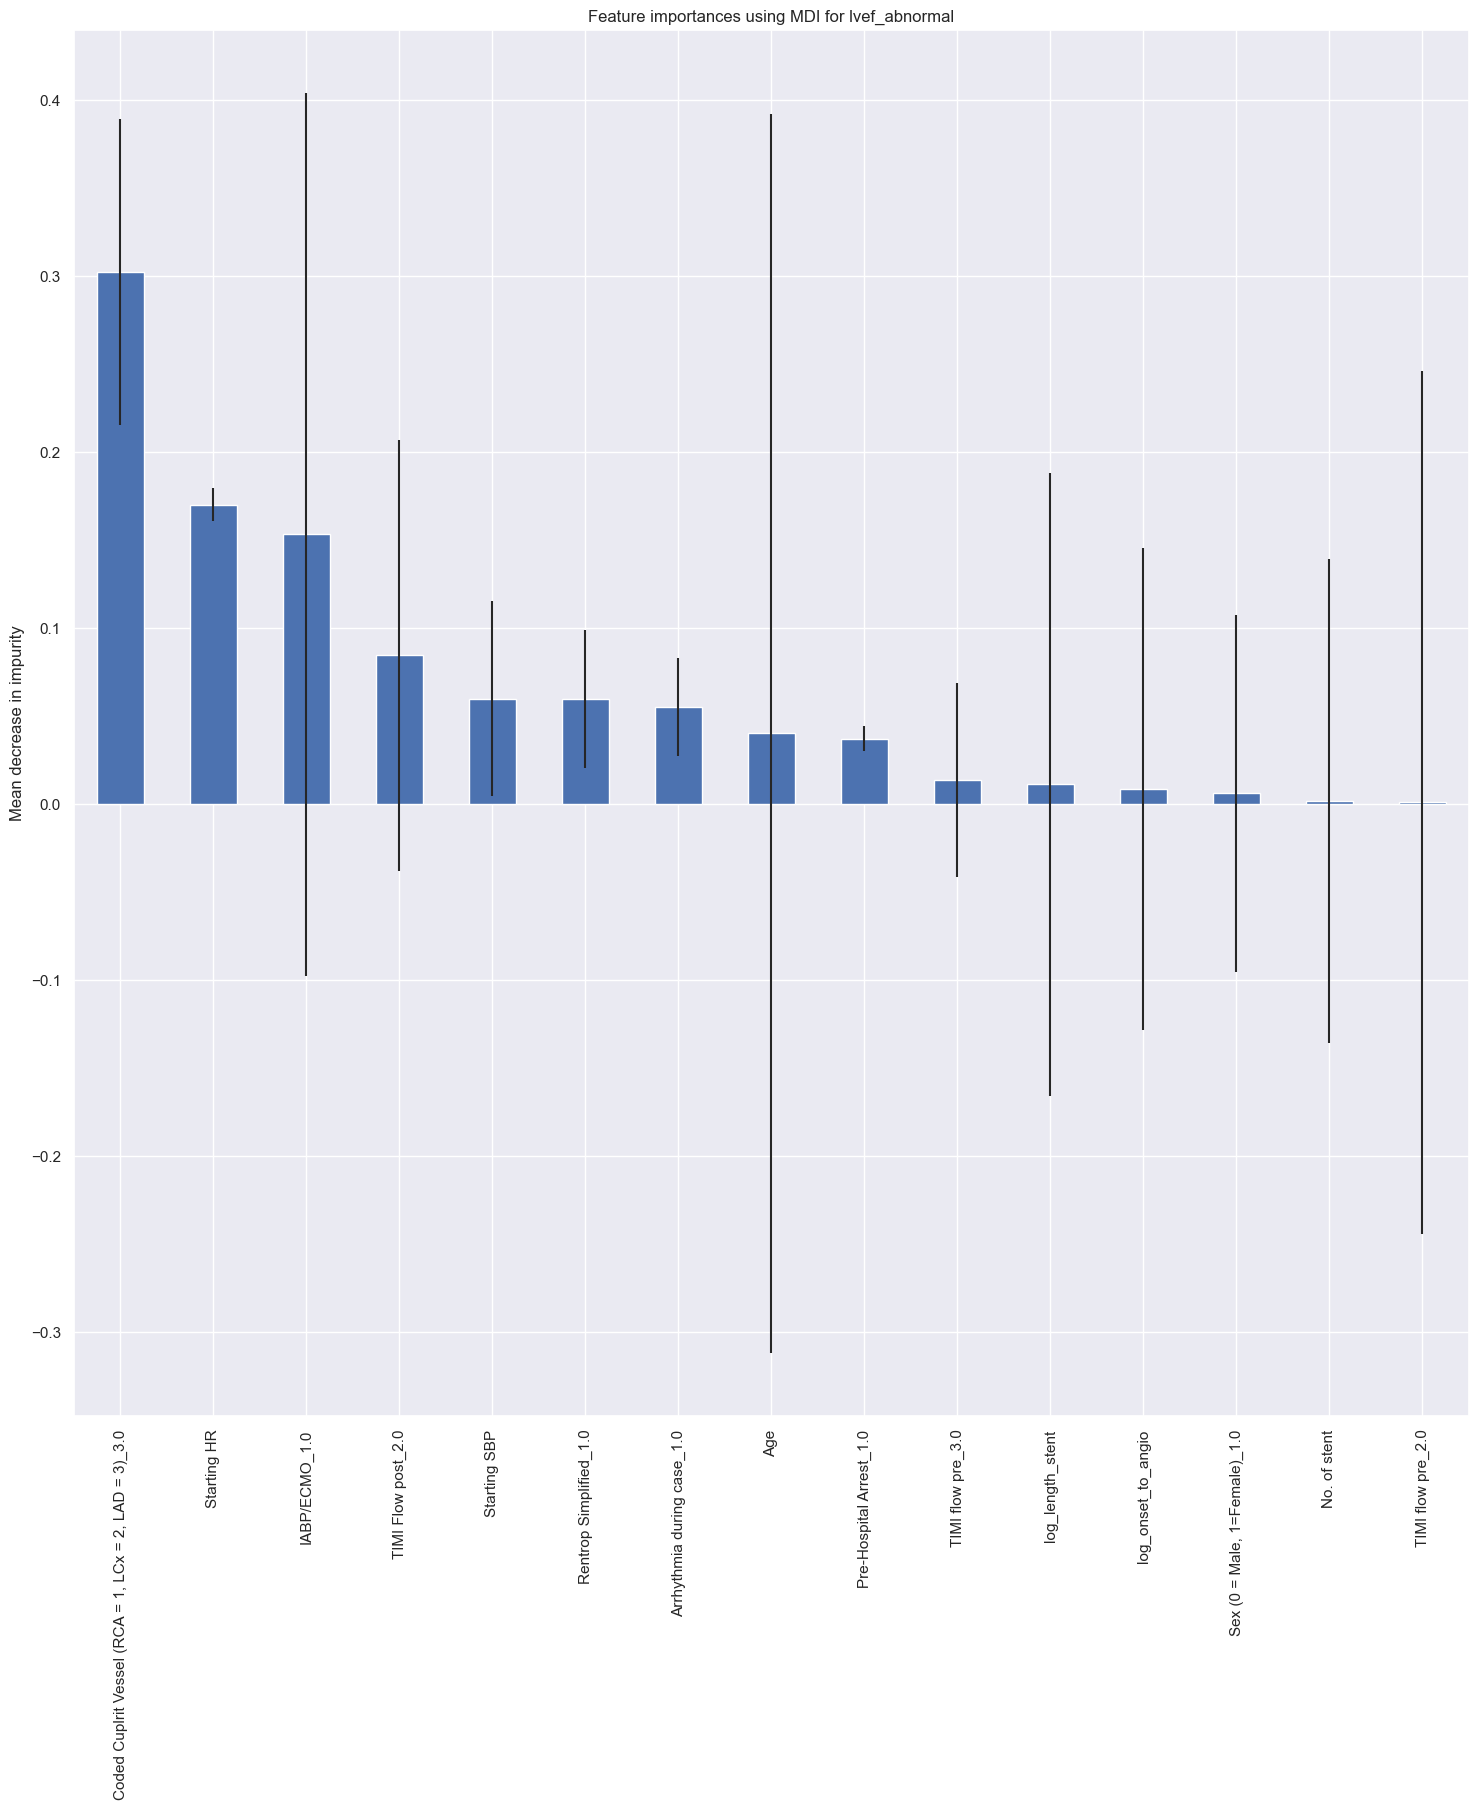 Feature importances using MDI for lvef_abnormal
Mean decrease in impurity
0.4
0.3
0.2
0.1
0.0
−0.1
−0.2
−0.3
Coded Cuplrit Vessel (RCA = 1, LCx = 2, LAD = 3)_3.0
Starting HR
IABP/ECMO_1.0
TIMI Flow post_2.0
Starting SBP
Rentrop Simplified_1.0
Arrhythmia during case_1.0
Age
Pre-Hospital Arrest_1.0
TIMI flow pre_3.0
log_length_stent
log_onset_to_angio
Sex (0 = Male, 1=Female)_1.0
No. of stent
TIMI flow pre_2.0